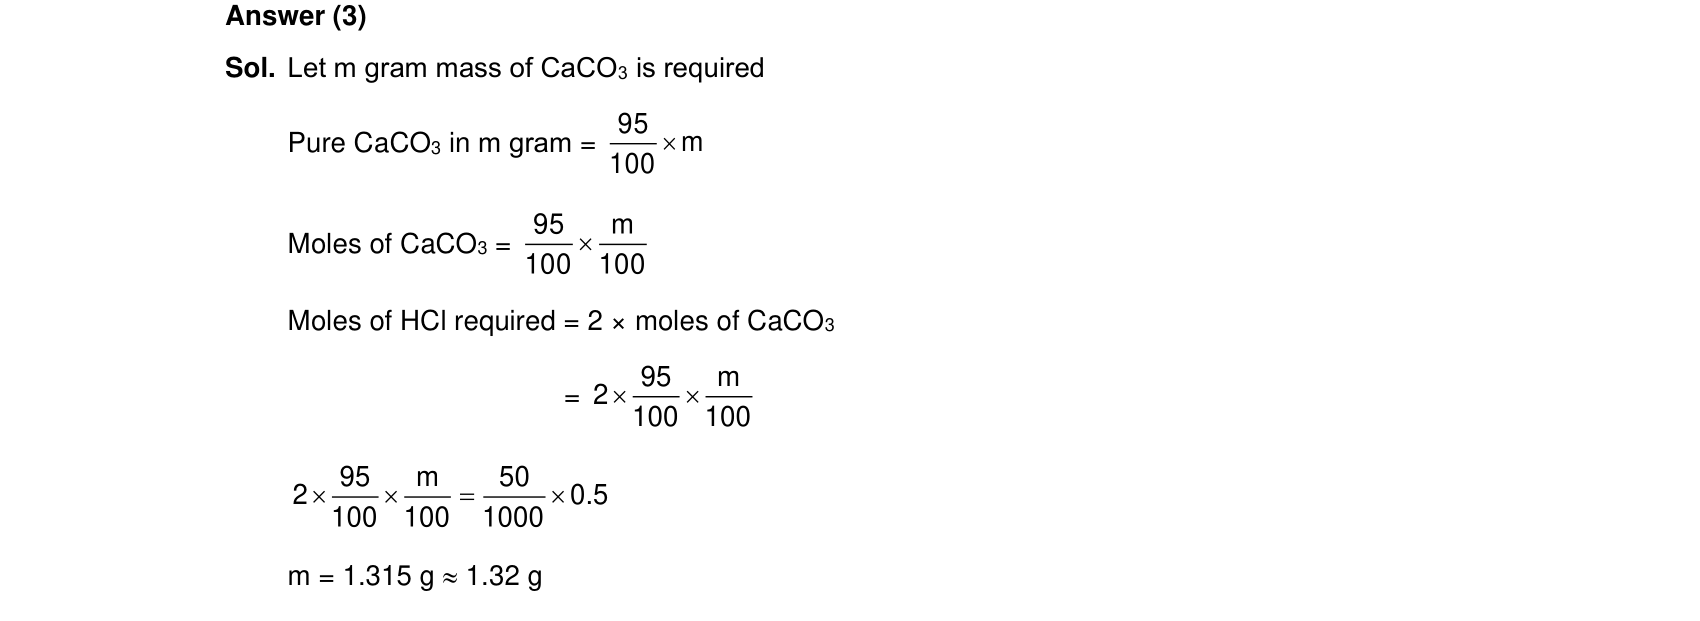 Answer (3)
Sol. Let m gram mass of CaCO₃ is required
Pure CaCO₃ in m gram = 95/100 × m
Moles of CaCO₃ = 95/100 × m/100
Moles of HCl required = 2 × moles of CaCO₃
= 2 × 95/100 × m/100
2 × 95/100 × m/100 = 50/1000 × 0.5
m = 1.315 g ≈ 1.32 g